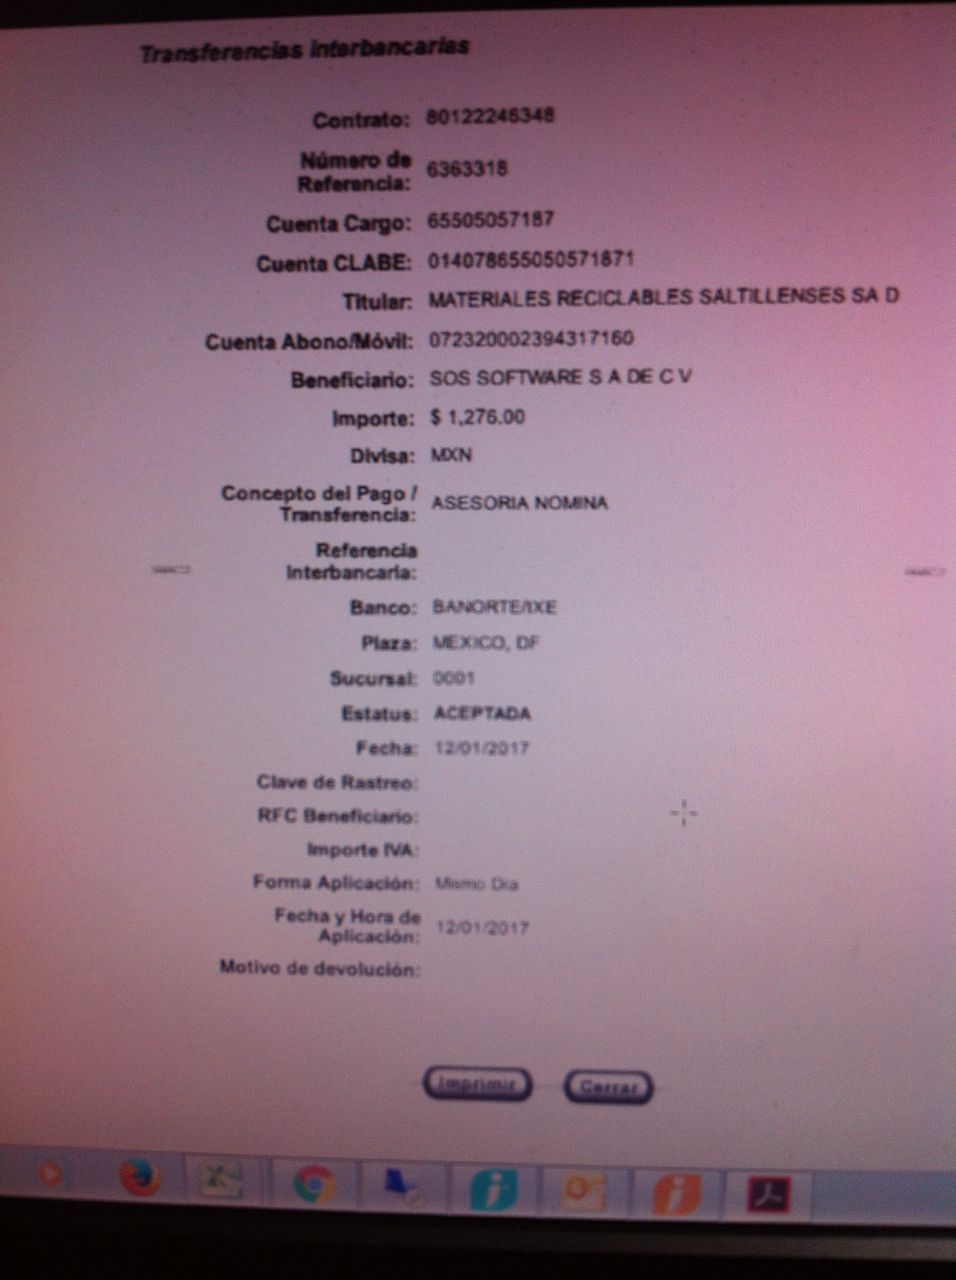 Transferencias interbancarias
Contrato: 80122246348
Número de
Referencia: 6363318
Cuenta Cargo: 65505057187
Cuenta CLABE: 014078655050571871
Titular: MATERIALES RECICLABLES SALTILLENSES SA D
Cuenta Abono/Móvil: 072320002394317160
Beneficiario: SOS SOFTWARE S A DE C V
Importe: $ 1,276.00
Divisa: MXN
Concepto del Pago /
Transferencia: ASESORIA NOMINA
Referencia
Interbancaria:
Banco: BANORTE/IXE
Plaza: MEXICO, DF
Sucursal: 0001
Estatus: ACEPTADA
Fecha: 12/01/2017
Clave de Rastreo:
RFC Beneficiario:
Importe IVA:
Forma Aplicación: Mismo Día
Fecha y Hora de
Aplicación: 12/01/2017
Motivo de devolución:
Imprimir Cerrar